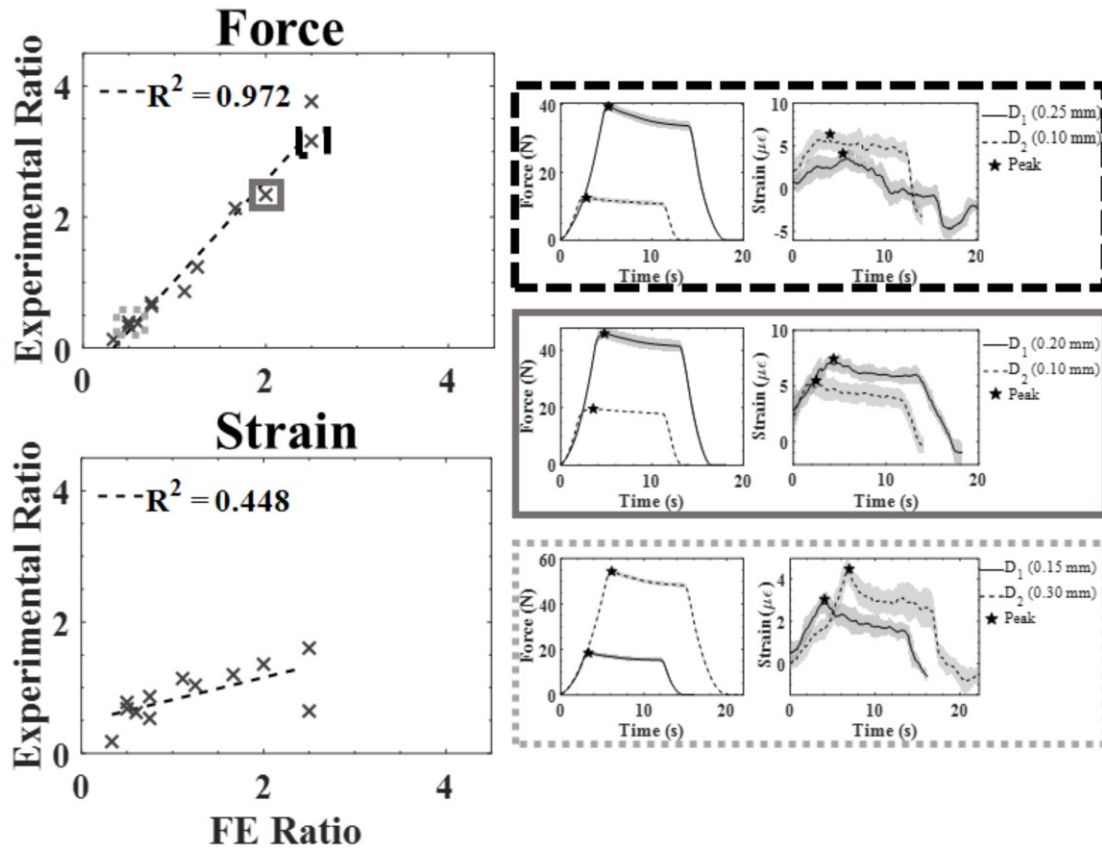 Force
Experimental Ratio
4
2
0
R² = 0.972
0
2
4
Strain
Experimental Ratio
4
2
0
R² = 0.448
0
2
4
FE Ratio
Force (N)
40
20
0
0
10
20
Time (s)
Strain (με)
10
5
0
-5
0
10
20
Time (s)
D₁ (0.25 mm)
D₂ (0.10 mm)
Peak
Force (N)
40
20
0
0
10
20
Time (s)
Strain (με)
10
5
0
0
10
20
Time (s)
D₁ (0.20 mm)
D₂ (0.10 mm)
Peak
Force (N)
60
40
20
0
0
10
20
Time (s)
Strain (με)
4
2
0
0
10
20
Time (s)
D₁ (0.15 mm)
D₂ (0.30 mm)
Peak